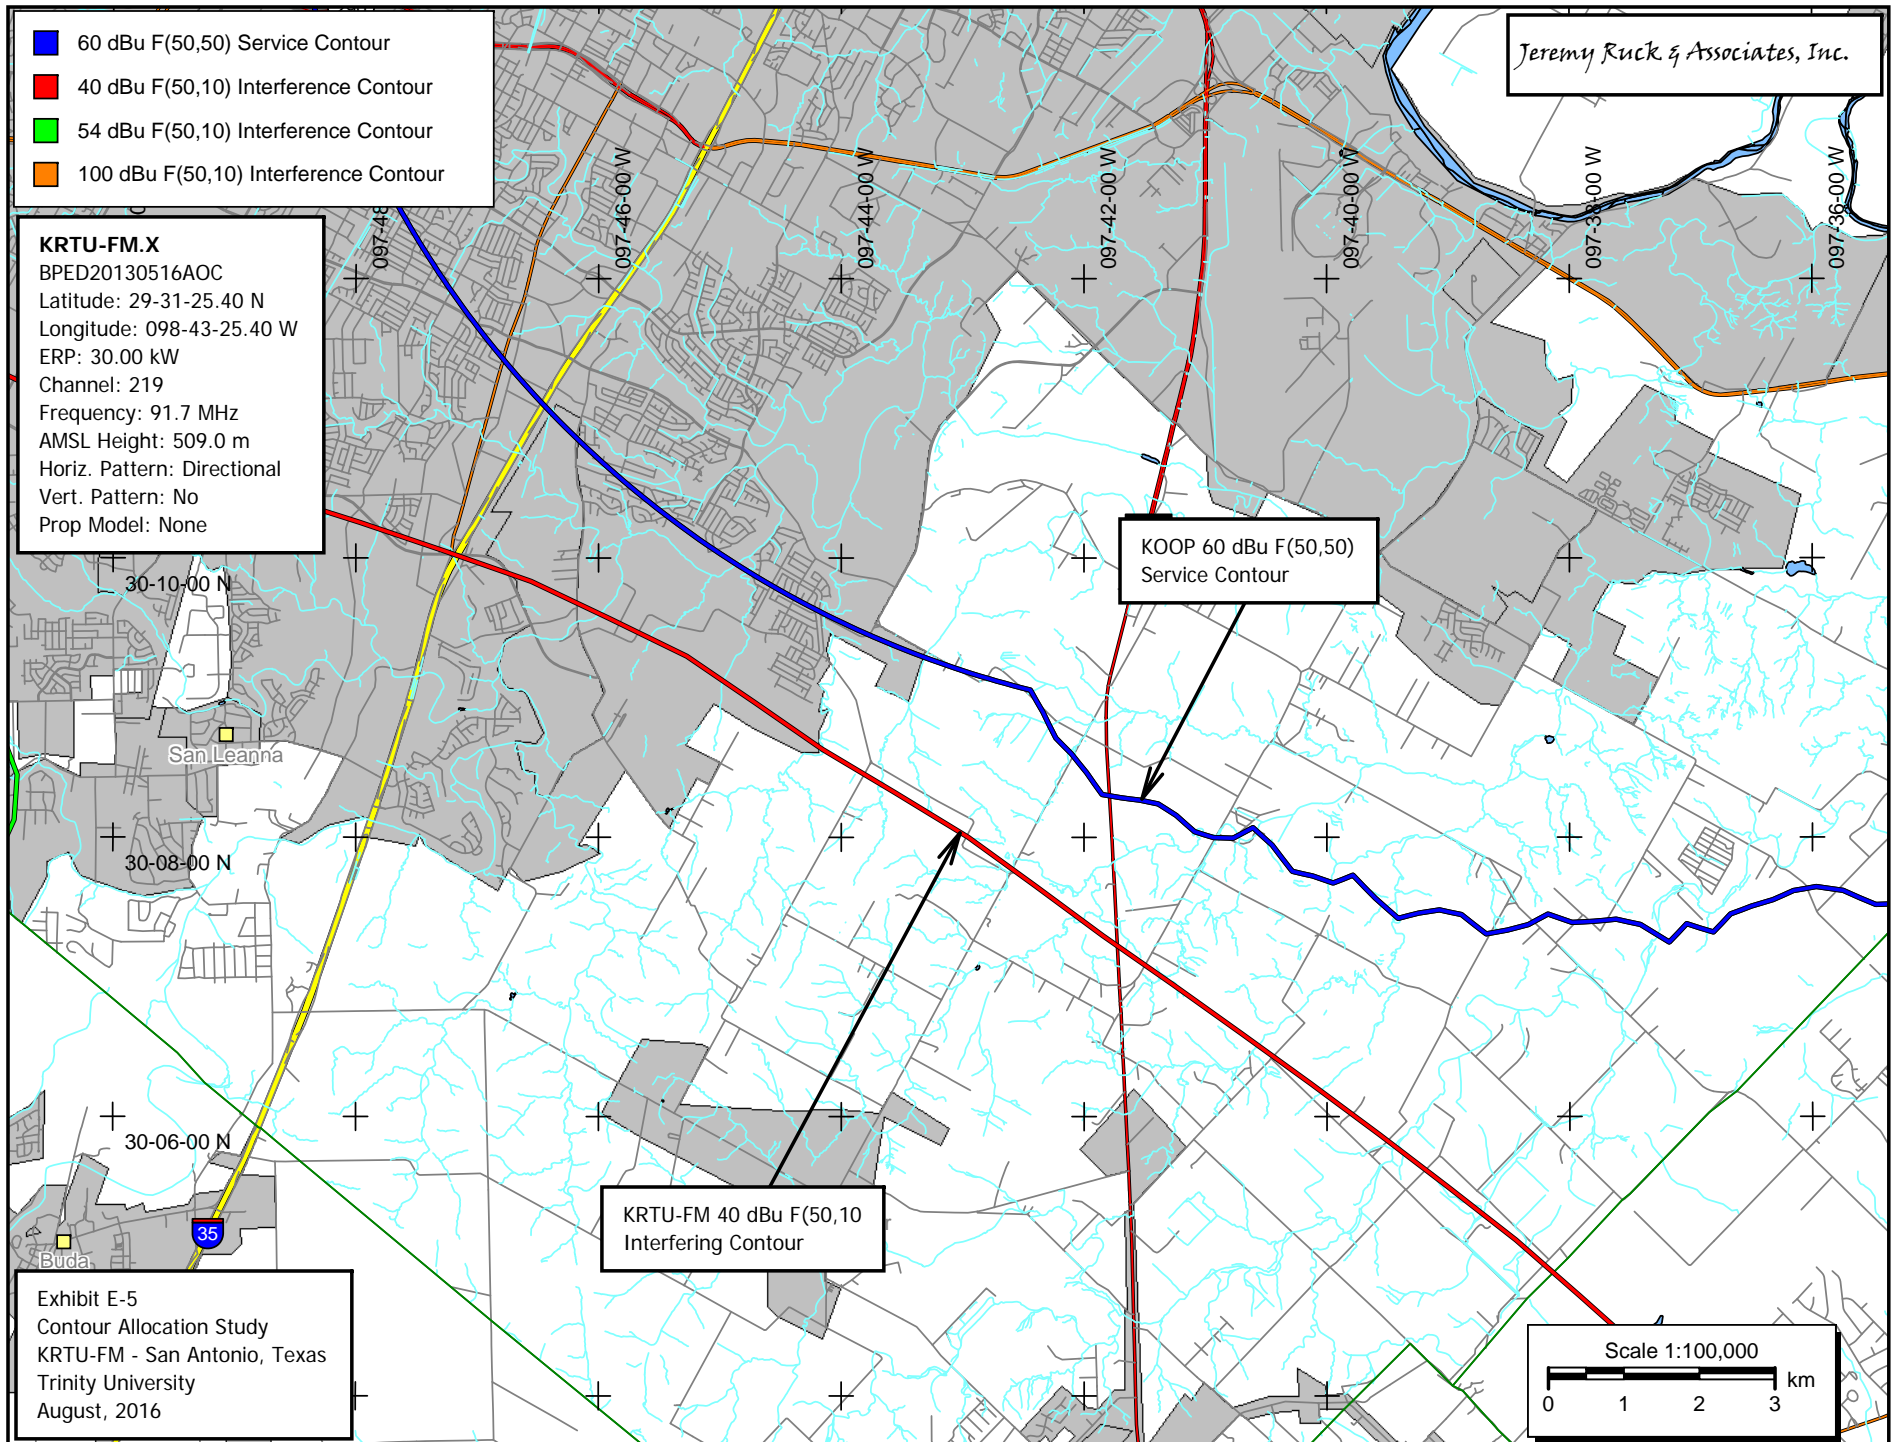 60 dBu F(50,50) Service Contour
40 dBu F(50,10) Interference Contour
54 dBu F(50,10) Interference Contour
100 dBu F(50,10) Interference Contour
Jeremy Ruck & Associates, Inc.
097-48
097-46-00 W
097-44-00 W
097-42-00 W
097-40-00 W
097-38-00 W
097-36-00 W
KRTU-FM.X
BPED20130516AOC
Latitude: 29-31-25.40 N
Longitude: 098-43-25.40 W
ERP: 30.00 kW
Channel: 219
Frequency: 91.7 MHz
AMSL Height: 509.0 m
Horiz. Pattern: Directional
Vert. Pattern: No
Prop Model: None
KOOP 60 dBu F(50,50)
Service Contour
30-10-00 N
San Leanna
30-08-00 N
30-06-00 N
KRTU-FM 40 dBu F(50,10
Interfering Contour
35
Buda
Exhibit E-5
Contour Allocation Study
KRTU-FM - San Antonio, Texas
Trinity University
August, 2016
Scale 1:100,000
km
0 1 2 3